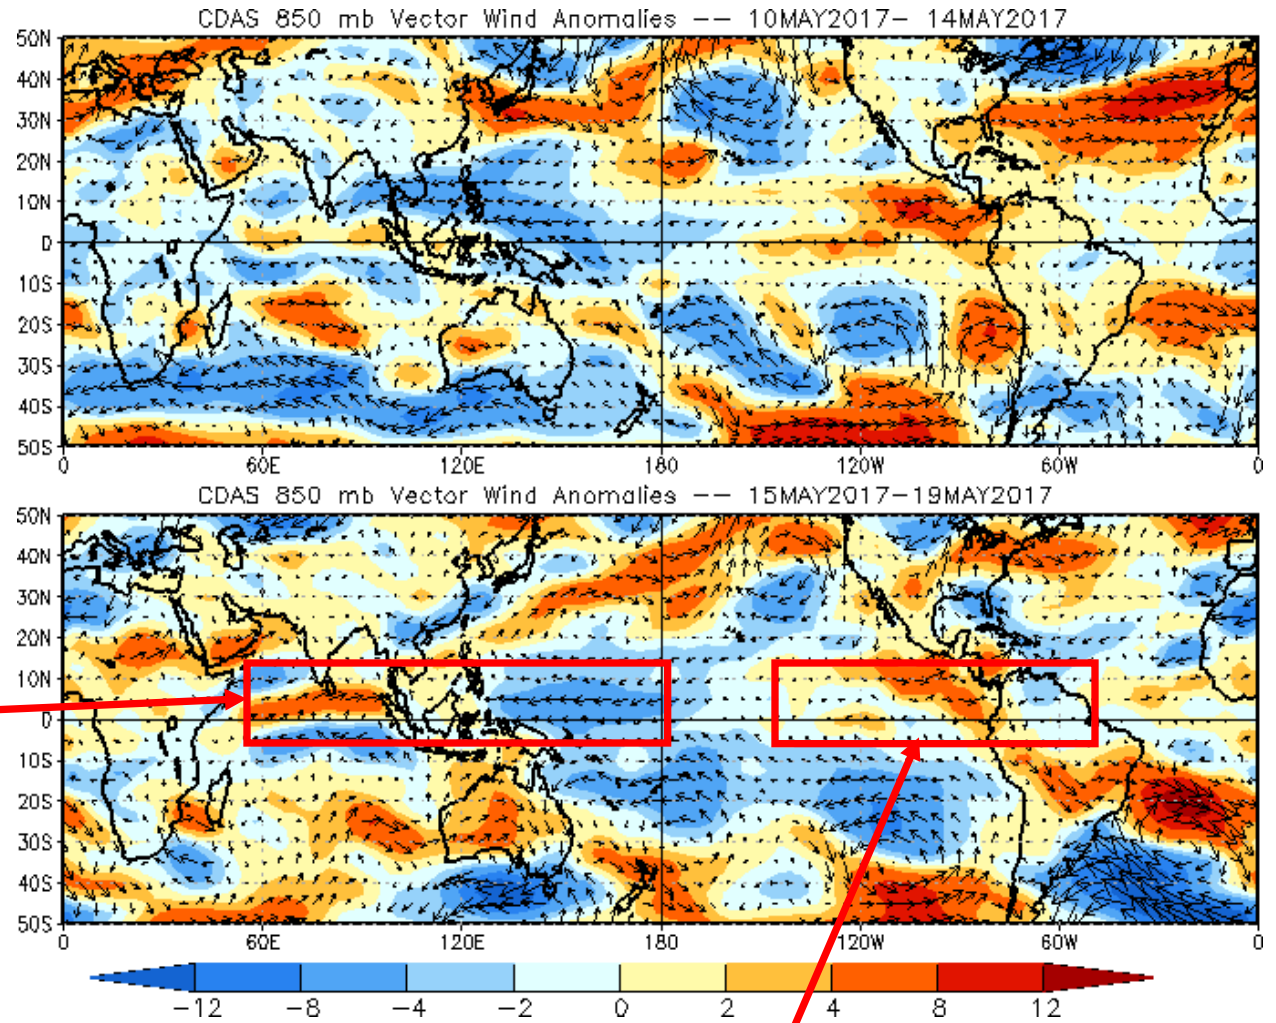 CDAS 850 mb Vector Wind Anomalies -- 10MAY2017- 14MAY2017
50N
40N
30N
20N
10N
0
10S
20S
30S
40S
50S
0 60E 120E 180 120W 60W 0
CDAS 850 mb Vector Wind Anomalies -- 15MAY2017-19MAY2017
50N
40N
30N
20N
10N
0
10S
20S
30S
40S
50S
0 60E 120E 180 120W 60W 0
-12 -8 -4 -2 0 2 4 8 12